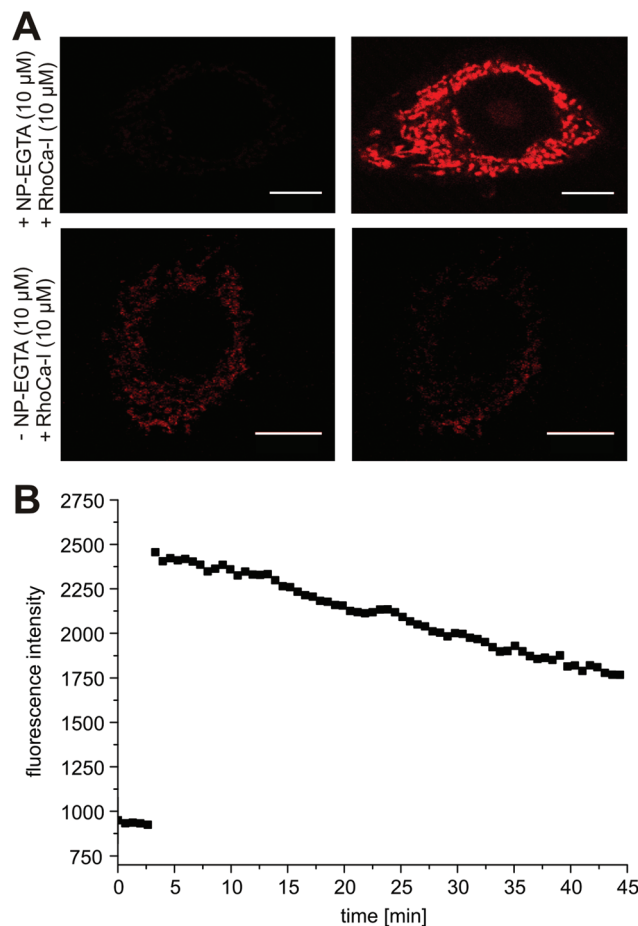 A
+ NP-EGTA (10 µM)
+ RhoCa-I (10 µM)
- NP-EGTA (10 µM)
+ RhoCa-I (10 µM)
B
2750
2500
2250
2000
1750
1500
1250
1000
750
fluorescence intensity
0 5 10 15 20 25 30 35 40 45
time [min]